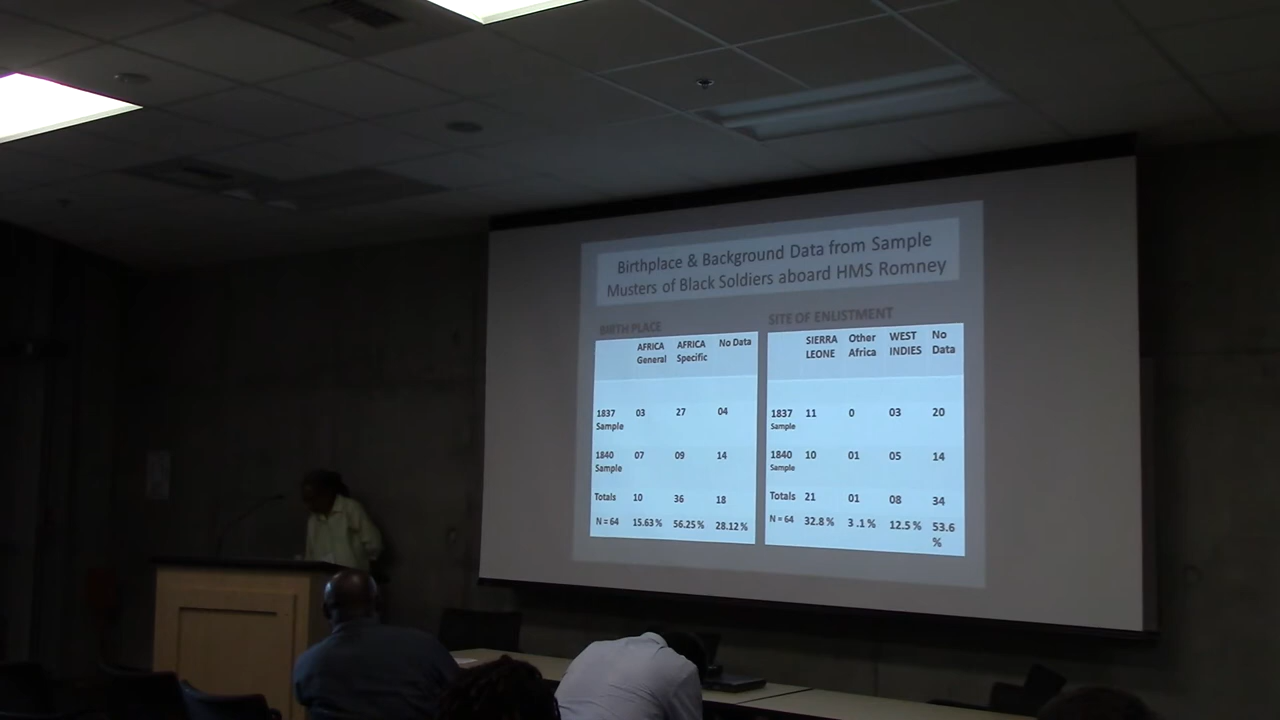 Birthplace & Background Data from Sample
Musters of Black Soldiers aboard HMS Romney
BIRTH PLACE
AFRICA General AFRICA Specific No Data
1837 Sample 03 27 04
1840 Sample 07 09 14
Totals 10 36 18
N = 64 15.63% 56.25% 28.12%
SITE OF ENLISTMENT
SIERRA LEONE Other Africa WEST INDIES No Data
1837 Sample 11 0 03 20
1840 Sample 10 01 05 14
Totals 21 01 08 34
N = 64 32.8% 3 .1% 12.5% 53.6 %